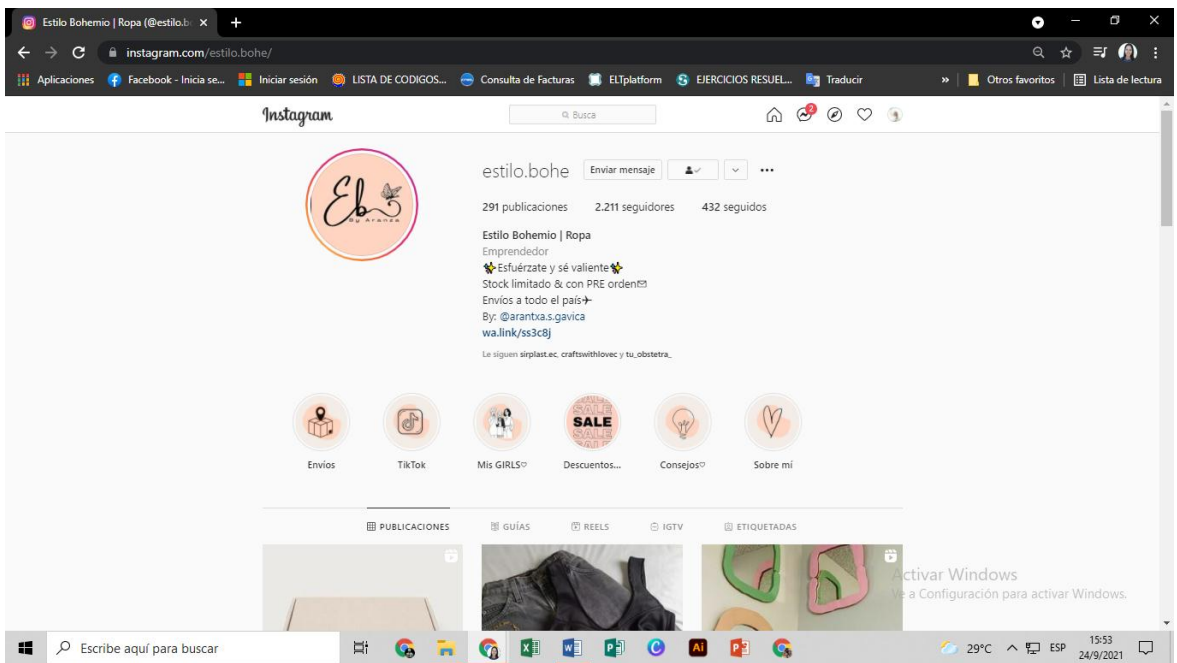 Estilo Bohemio | Ropa (@estilo.bo
instagram.com/estilo.bohe/
Aplicaciones Facebook - Inicia se... Iniciar sesión LISTA DE CODIGOS... Consulta de Facturas ELTplatform EJERCICIOS RESUEL... Traducir » Otros favoritos Lista de lectura
Instagram Busca 2
estilo.bohe Enviar mensaje
291 publicaciones 2.211 seguidores 432 seguidos
Eb
By Aranza
Estilo Bohemio | Ropa
Emprendedor
✨Esfuérzate y sé valiente✨
Stock limitado & con PRE orden✉
Envíos a todo el país✈
By: @arantxa.s.gavica
wa.link/ss3c8j
Le siguen sirplast.ec, craftswithlovec y tu_obstetra_
SALE
SALE
SALE
SALE
Envíos TikTok Mis GIRLS♡ Descuentos... Consejos♡ Sobre mí
PUBLICACIONES GUÍAS REELS IGTV ETIQUETADAS
Activar Windows
Ve a Configuración para activar Windows.
Escribe aquí para buscar 29°C ESP 15:53
24/9/2021